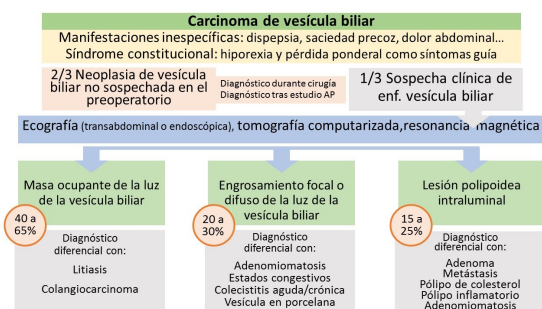 Carcinoma de vesícula biliar
Manifestaciones inespecíficas: dispepsia, saciedad precoz, dolor abdominal...
Síndrome constitucional: hiporexia y pérdida ponderal como síntomas guía
2/3 Neoplasia de vesícula
biliar no sospechada en el
preoperatorio
Diagnóstico durante cirugía
Diagnóstico tras estudio AP
1/3 Sospecha clínica de
enf. vesícula biliar
Ecografía (transabdominal o endoscópica), tomografía computarizada,resonancia magnética
Masa ocupante de la luz
de la vesícula biliar
40 a
65%
Diagnóstico
diferencial con:
Litiasis
Colangiocarcinoma
Engrosamiento focal o
difuso de la luz de la
vesícula biliar
20 a
30%
Diagnóstico
diferencial con:
Adenomiomatosis
Estados congestivos
Colecistitis aguda/crónica
Vesícula en porcelana
Lesión polipoidea
intraluminal
15 a
25%
Diagnóstico
diferencial con:
Adenoma
Metástasis
Pólipo de colesterol
Pólipo inflamatorio
Adenomiomatosis